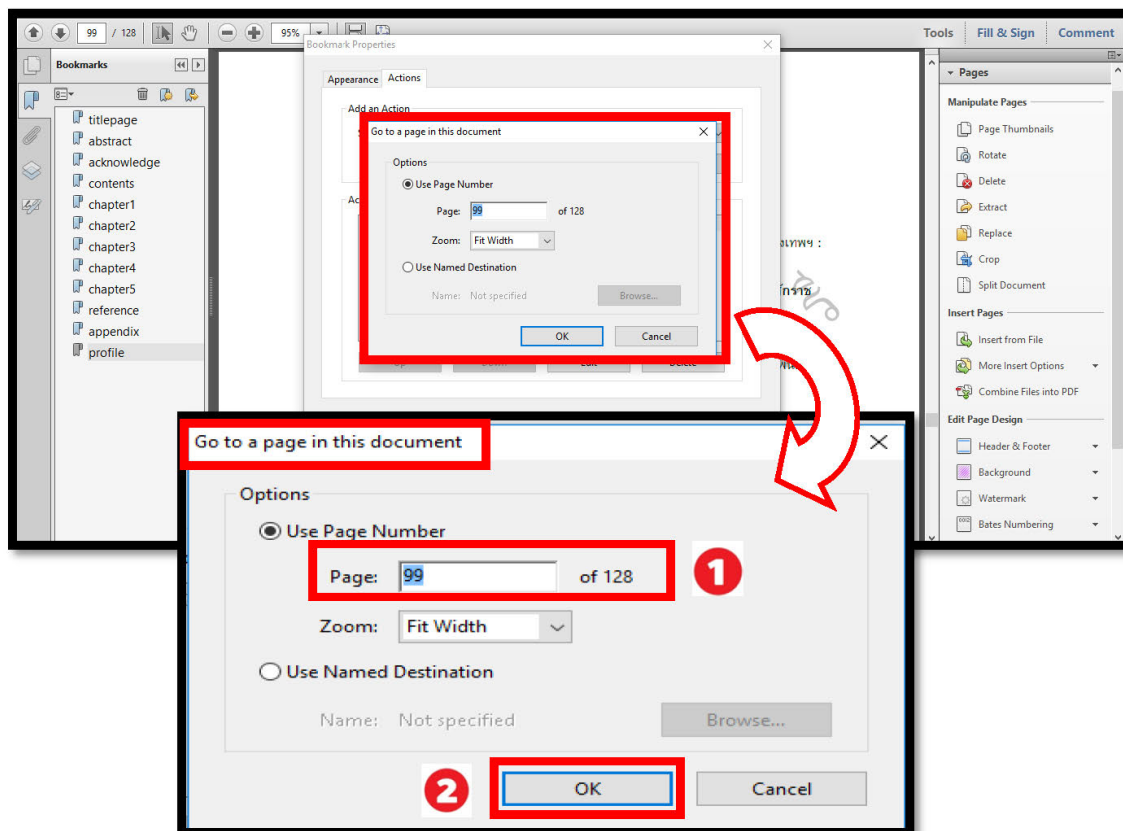 99 / 128 95% Tools Fill & Sign Comment
Bookmarks
titlepage
abstract
acknowledge
contents
chapter1
chapter2
chapter3
chapter4
chapter5
reference
appendix
profile
Bookmark Properties
Appearance Actions
Add an Action
Go to a page in this document
Options
Use Page Number
Page: 99 of 128
Zoom: Fit Width
Use Named Destination
Name: Not specified Browse...
OK Cancel
Edit Delete
Pages
Manipulate Pages
Page Thumbnails
Rotate
Delete
Extract
Replace
Crop
Split Document
Insert Pages
Insert from File
More Insert Options
Combine Files into PDF
Edit Page Design
Header & Footer
Background
Watermark
Bates Numbering
Go to a page in this document
Options
Use Page Number
Page: 99 of 128 1
Zoom: Fit Width
Use Named Destination
Name: Not specified Browse...
2 OK Cancel